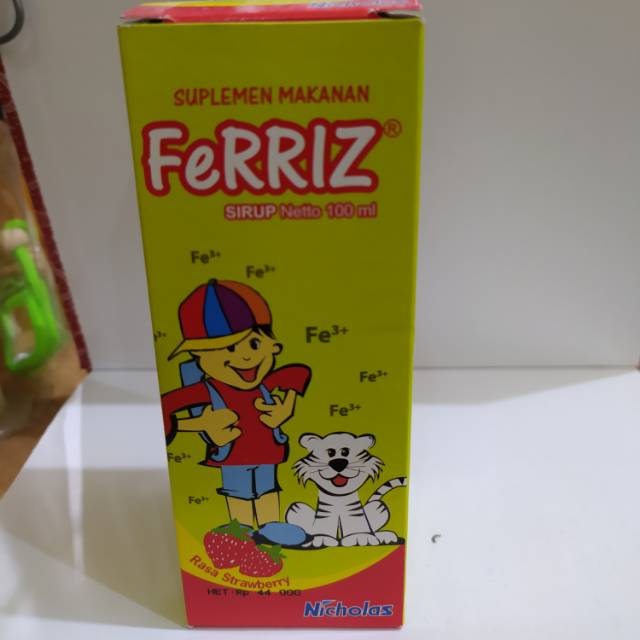 Nicholas
SUPLEMEN MAKANAN
FeRRIZ®
SIRUP Netto 100 ml
Fe³⁺
Fe³⁺
Fe³⁺
Fe³⁺
Fe³⁺
Fe³⁺
Fe³⁺
Rasa Strawberry
HET : Rp 44.000
Nicholas